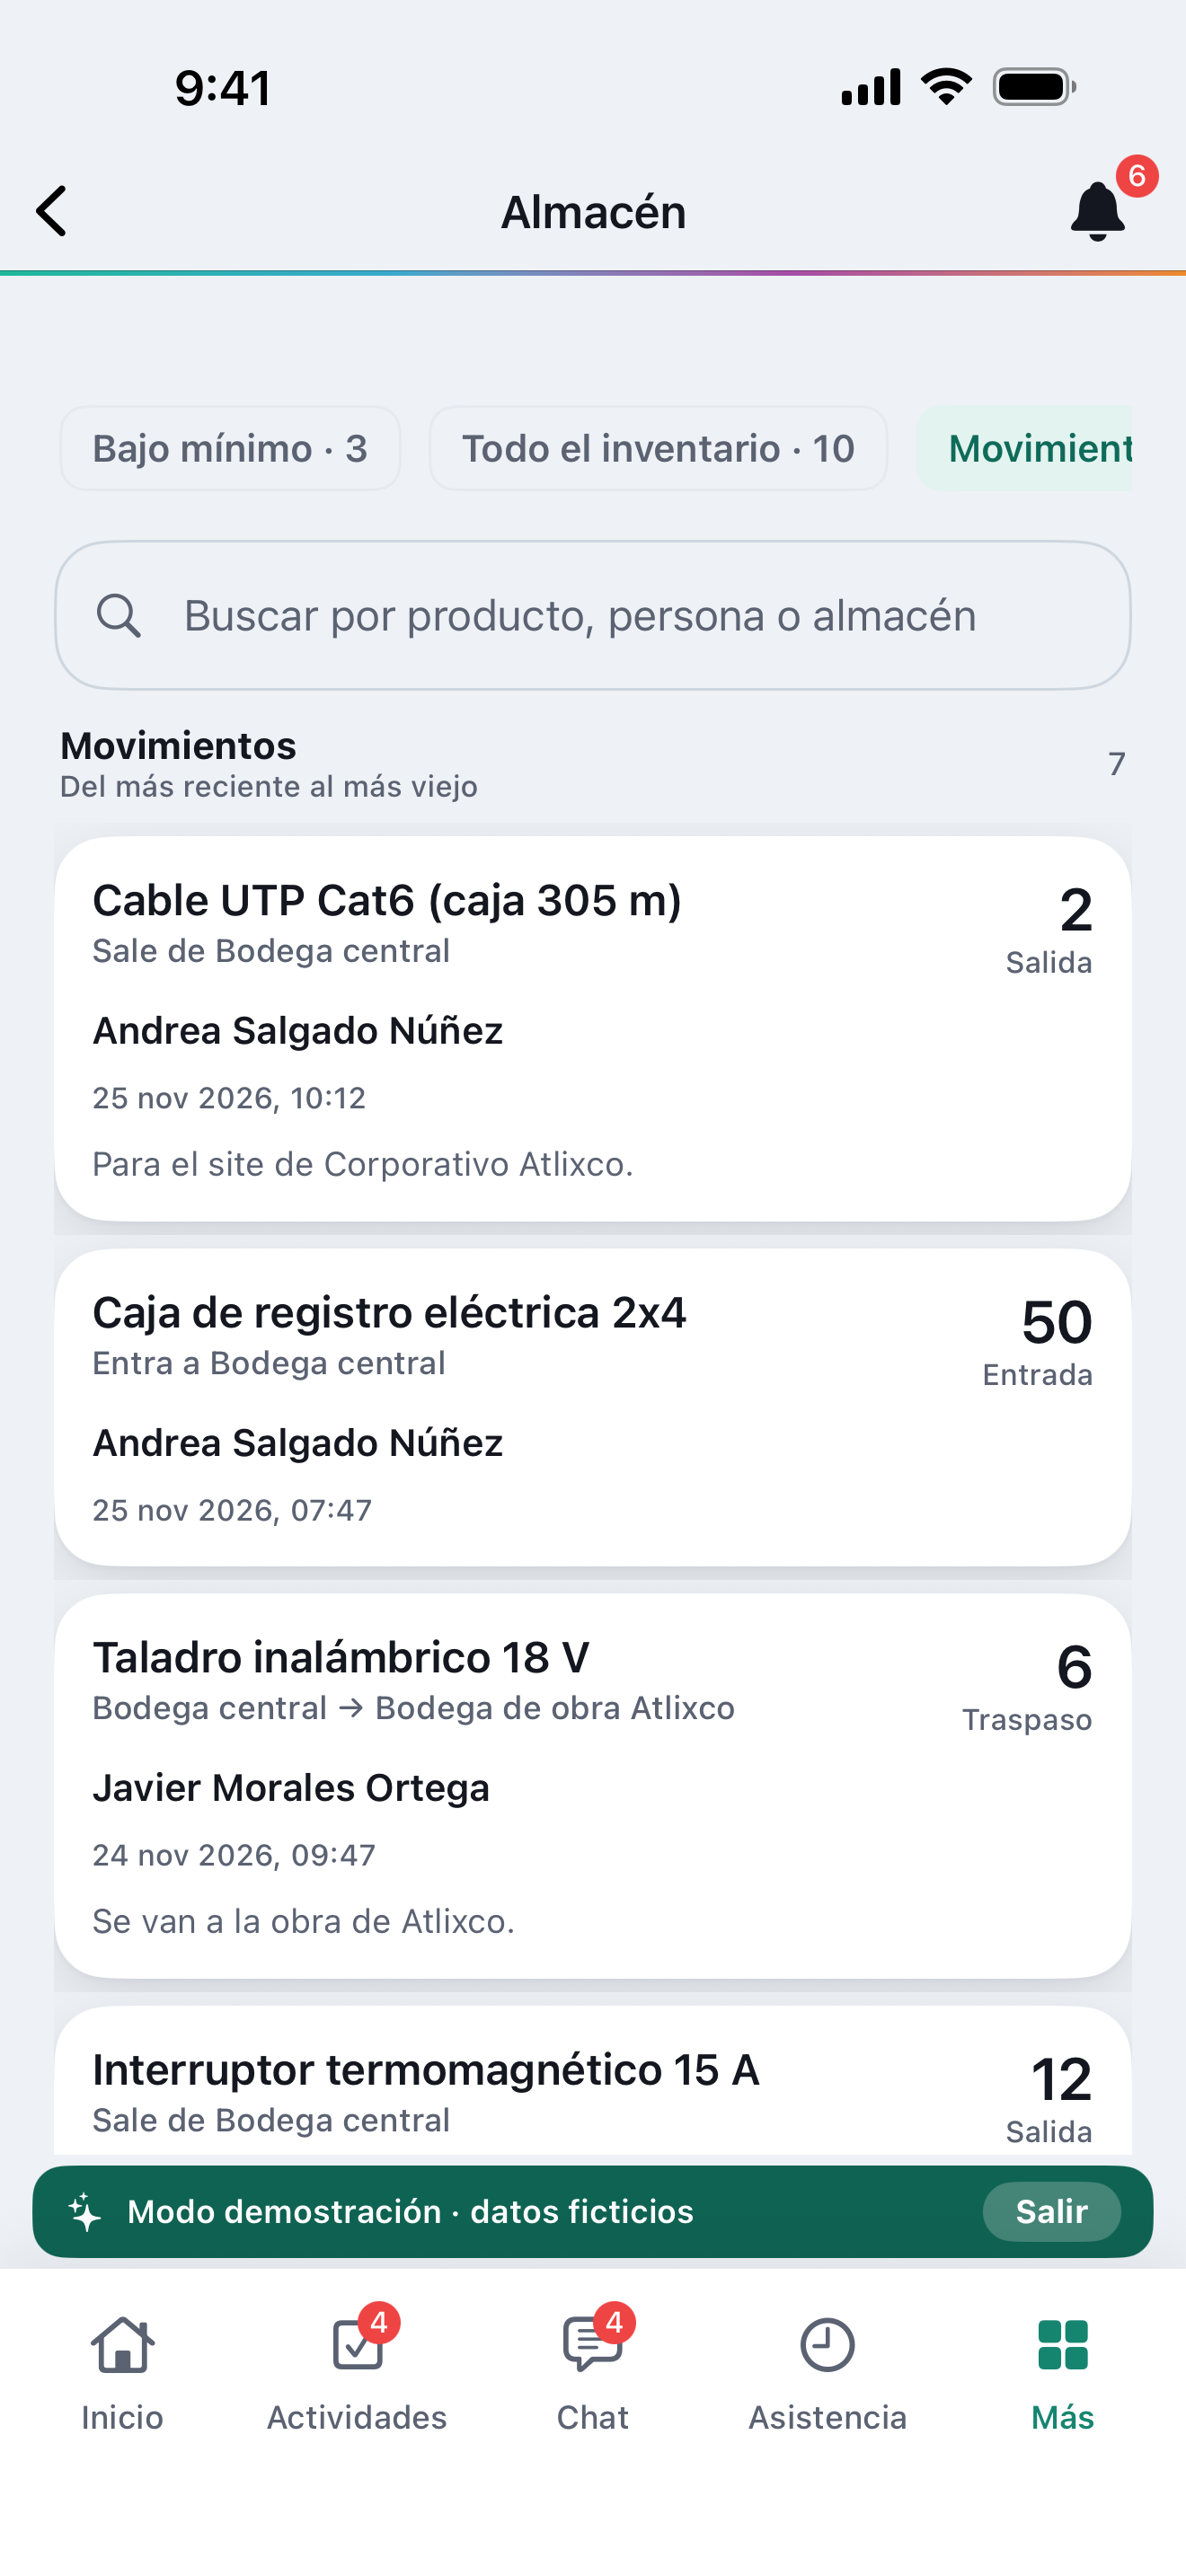 9:41
Almacén
6
Bajo mínimo · 3
Todo el inventario · 10
Movimient
Buscar por producto, persona o almacén
Movimientos
7
Del más reciente al más viejo
Cable UTP Cat6 (caja 305 m)
2
Sale de Bodega central
Salida
Andrea Salgado Núñez
25 nov 2026, 10:12
Para el site de Corporativo Atlixco.
Caja de registro eléctrica 2x4
50
Entra a Bodega central
Entrada
Andrea Salgado Núñez
25 nov 2026, 07:47
Taladro inalámbrico 18 V
6
Bodega central → Bodega de obra Atlixco
Traspaso
Javier Morales Ortega
24 nov 2026, 09:47
Se van a la obra de Atlixco.
Interruptor termomagnético 15 A
12
Sale de Bodega central
Salida
Modo demostración · datos ficticios
Salir
4
4
Inicio
Actividades
Chat
Asistencia
Más